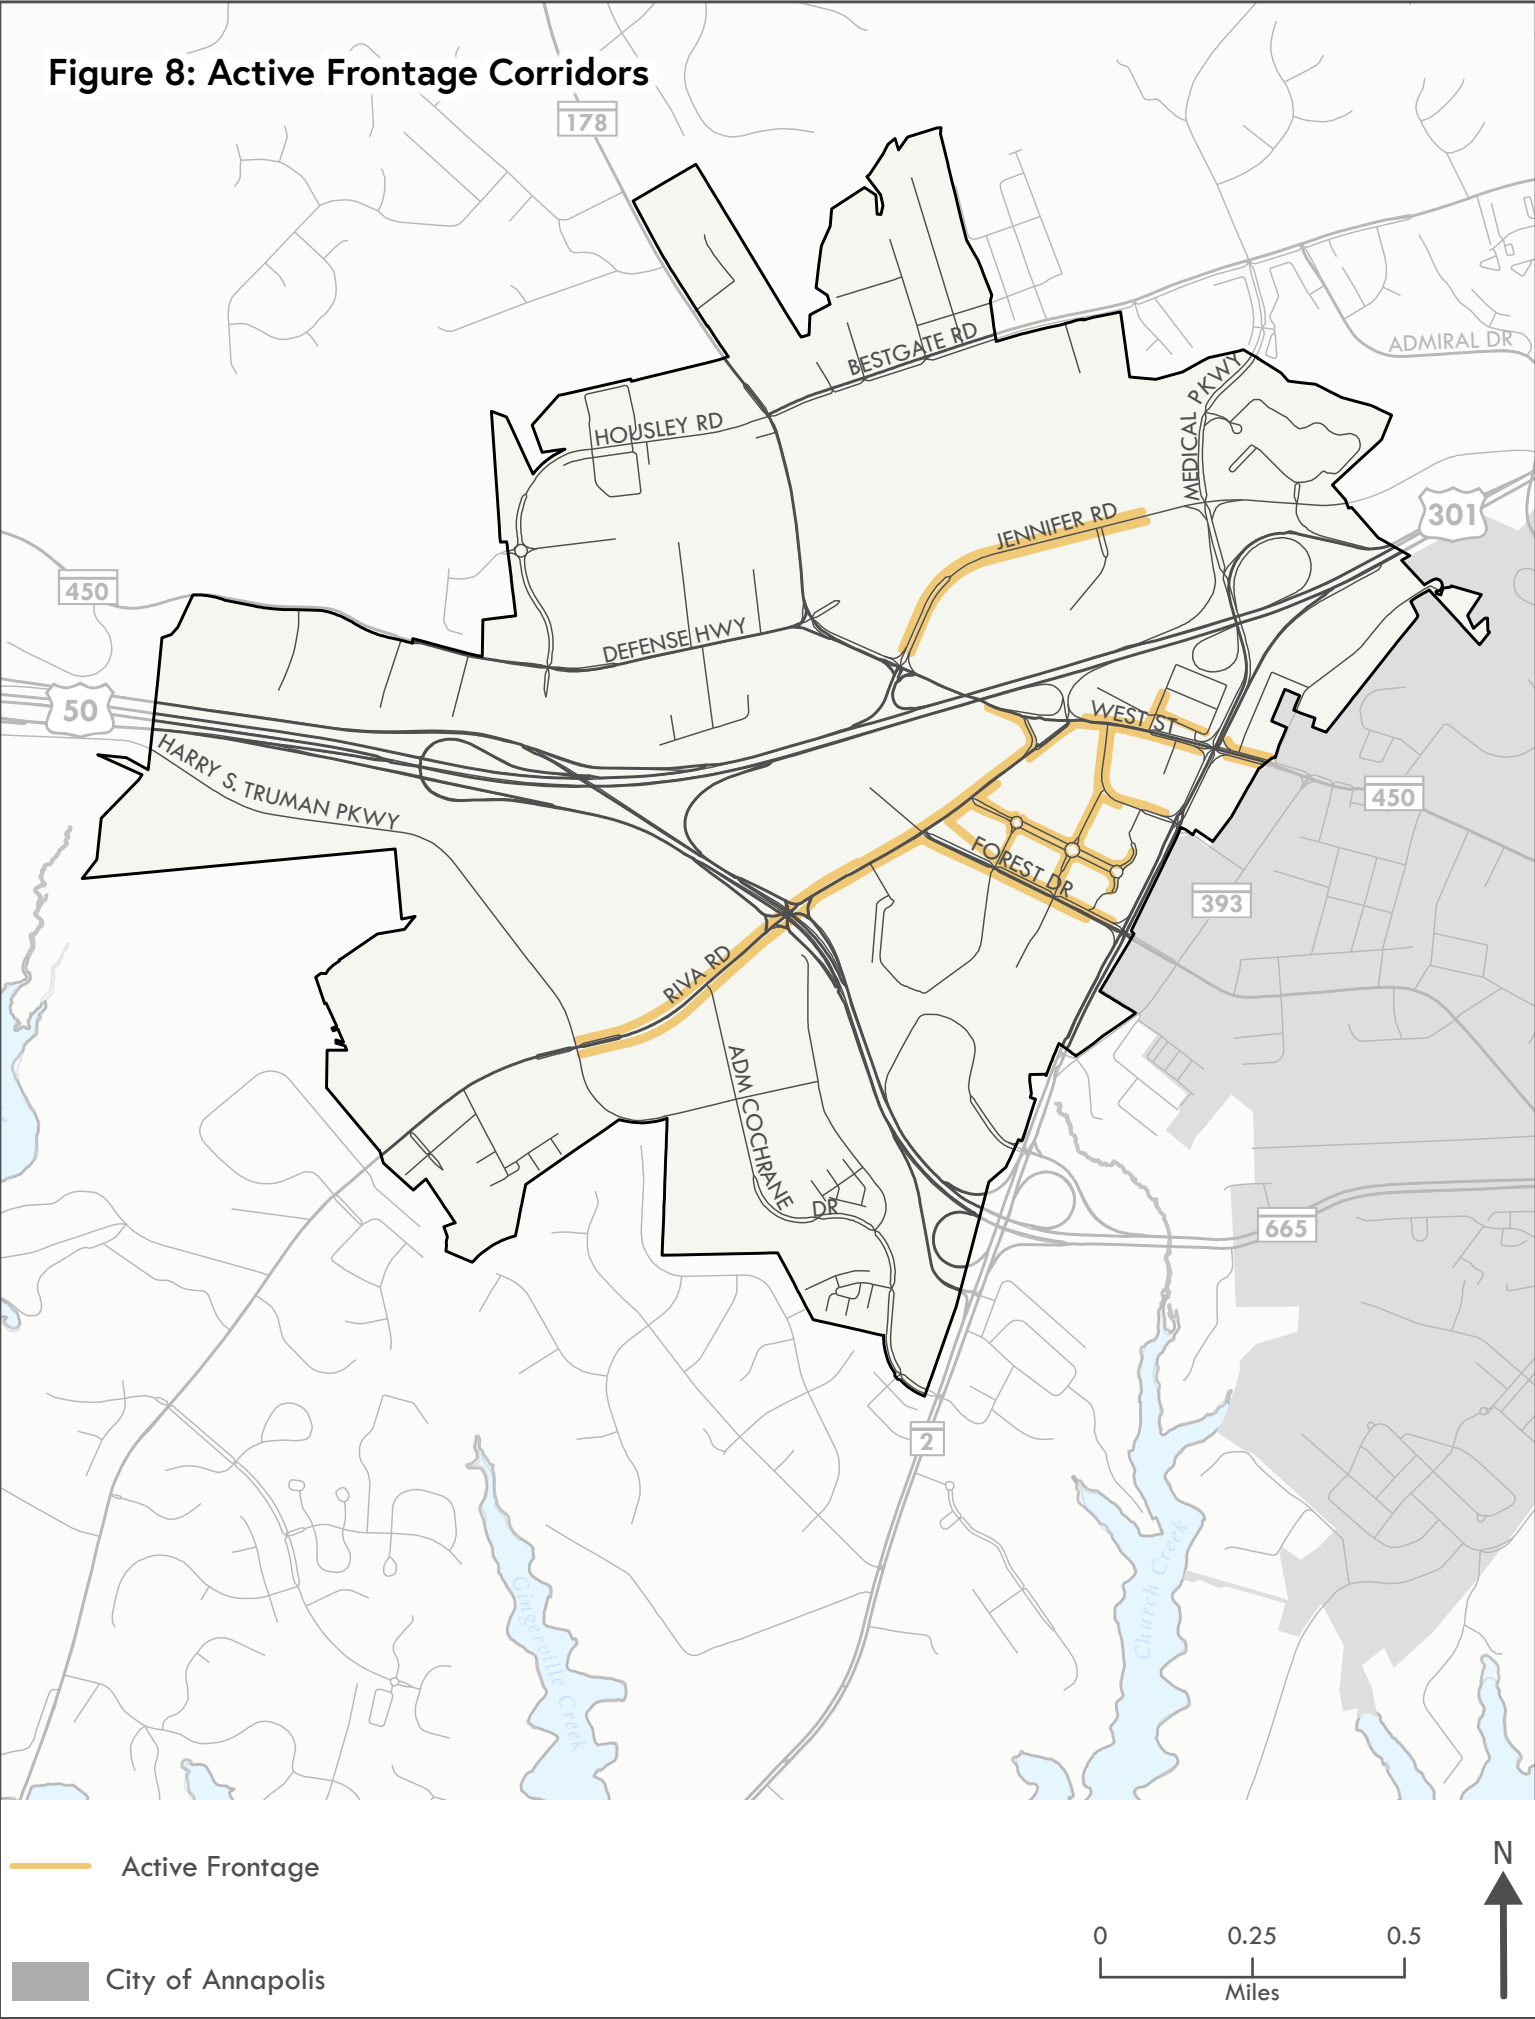 Figure 8: Active Frontage Corridors
178
BESTGATE RD
ADMIRAL DR
MEDICAL PKWY
HOUSLEY RD
301
JENNIFER RD
450
DEFENSE HWY
50
WEST ST
HARRY S. TRUMAN PKWY
450
FOREST DR
393
RIVA RD
ADM COCHRANE DR
665
2
Gingerville Creek
Church Creek
Active Frontage
City of Annapolis
N
0 0.25 0.5
Miles